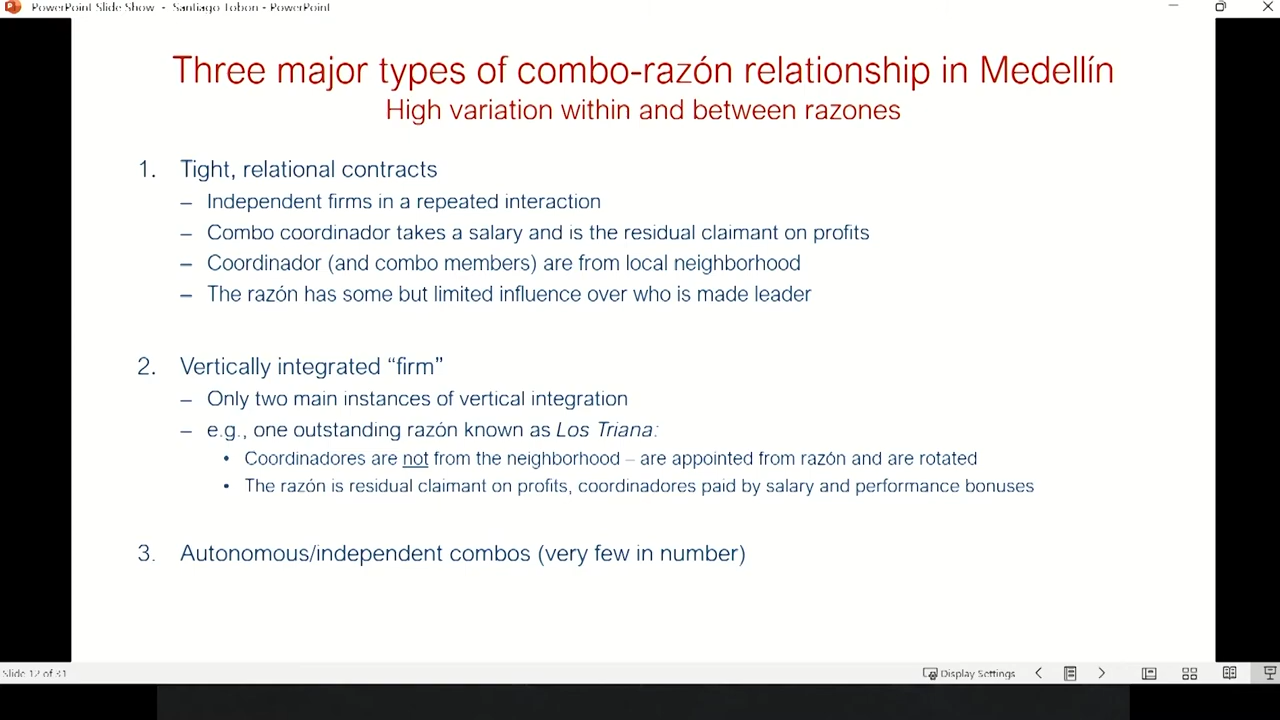 PowerPoint Slide Show - Santiago Tobon - PowerPoint
Three major types of combo-razón relationship in Medellín
High variation within and between razones
1. Tight, relational contracts
– Independent firms in a repeated interaction
– Combo coordinador takes a salary and is the residual claimant on profits
– Coordinador (and combo members) are from local neighborhood
– The razón has some but limited influence over who is made leader
2. Vertically integrated “firm”
– Only two main instances of vertical integration
– e.g., one outstanding razón known as Los Triana:
• Coordinadores are not from the neighborhood – are appointed from razón and are rotated
• The razón is residual claimant on profits, coordinadores paid by salary and performance bonuses
3. Autonomous/independent combos (very few in number)
Slide 12 of 31
Display Settings